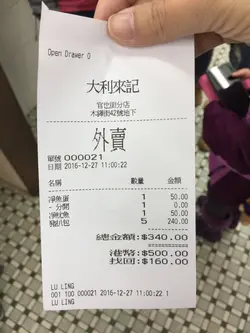 Open Drawer 0
大利來記
官也街分店
木鐸街42號地下
外賣
單號 000021
日期 2016-12-27 11:00:22
名稱 數量 金額
淨魚蛋 1 50.00
- 分開 1 0.00
淨魷魚 1 50.00
豬扒包 5 240.00
總金額: $340.00
港幣: $500.00
找回: $160.00
LU LING
001 100 000021 2016-12-27 11:00:22 1
LU LING